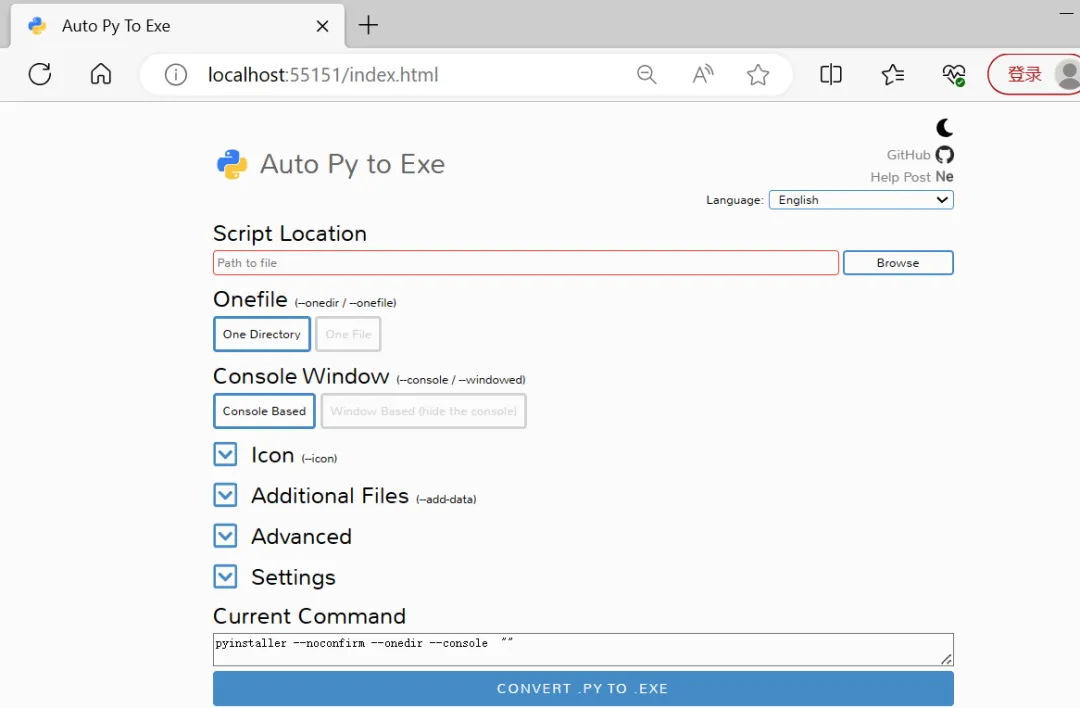 Auto Py To Exe
localhost:55151/index.html
登录
Auto Py to Exe
GitHub
Help Post Ne
Language: English
Script Location
Path to file Browse
Onefile (--onedir / --onefile)
One Directory One File
Console Window (--console / --windowed)
Console Based Window Based (hide the console)
Icon (--icon)
Additional Files (--add-data)
Advanced
Settings
Current Command
pyinstaller --noconfirm --onedir --console ""
CONVERT .PY TO .EXE